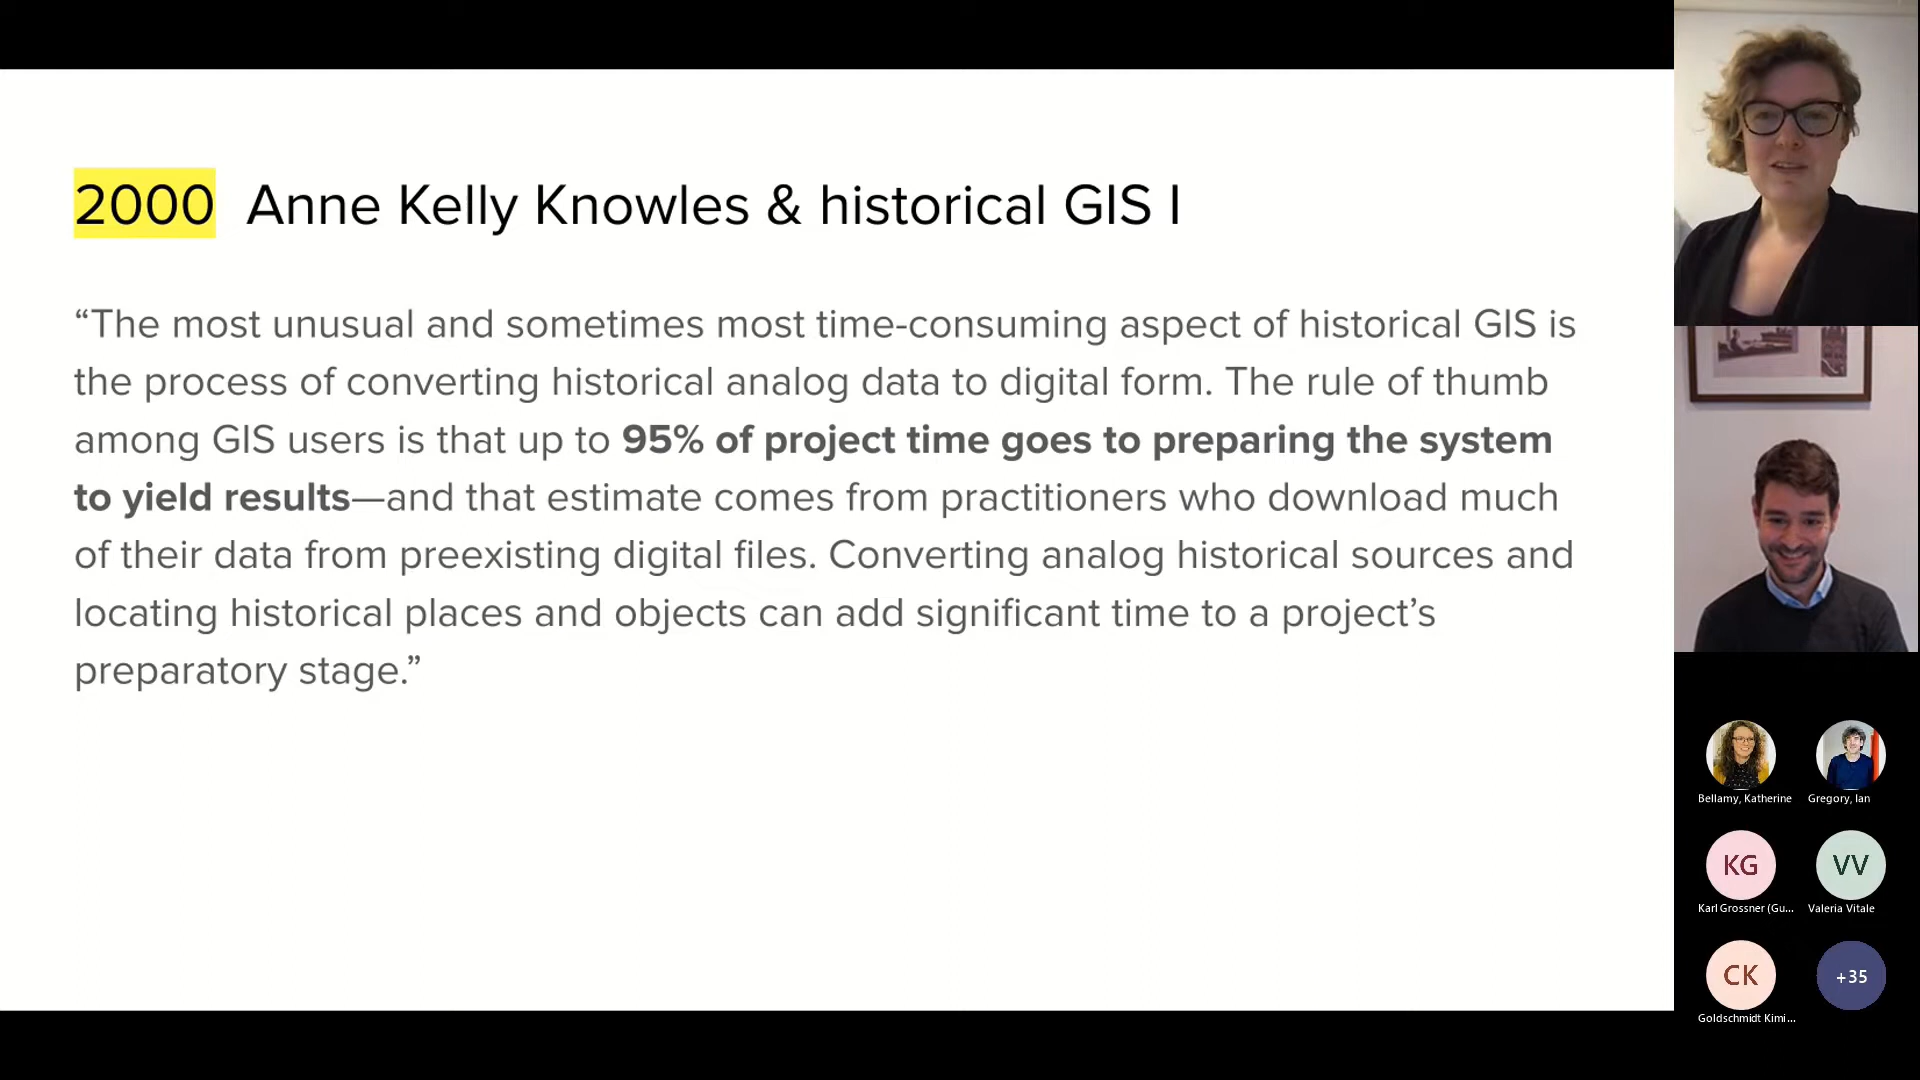 2000 Anne Kelly Knowles & historical GIS I
“The most unusual and sometimes most time-consuming aspect of historical GIS is
the process of converting historical analog data to digital form. The rule of thumb
among GIS users is that up to 95% of project time goes to preparing the system
to yield results—and that estimate comes from practitioners who download much
of their data from preexisting digital files. Converting analog historical sources and
locating historical places and objects can add significant time to a project’s
preparatory stage.”
Bellamy, Katherine
Gregory, Ian
KG
VV
Karl Grossner (Gu...
Valeria Vitale
CK
+35
Goldschmidt Kimi...